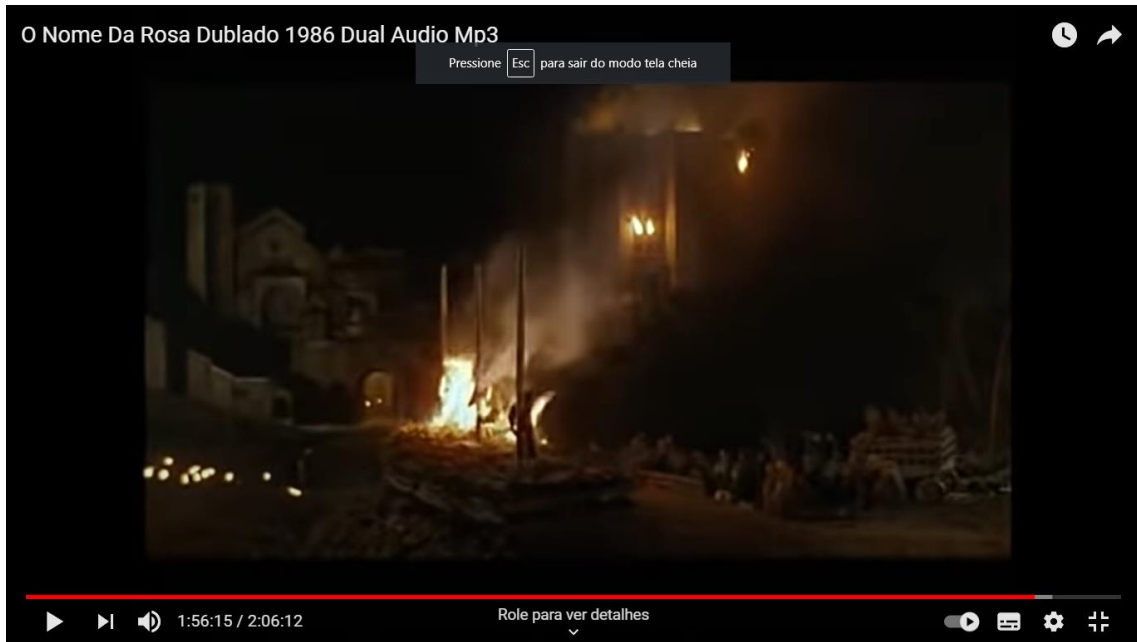 O Nome Da Rosa Dublado 1986 Dual Audio Mp3
Pressione Esc para sair do modo tela cheia
1:56:15 / 2:06:12
Role para ver detalhes